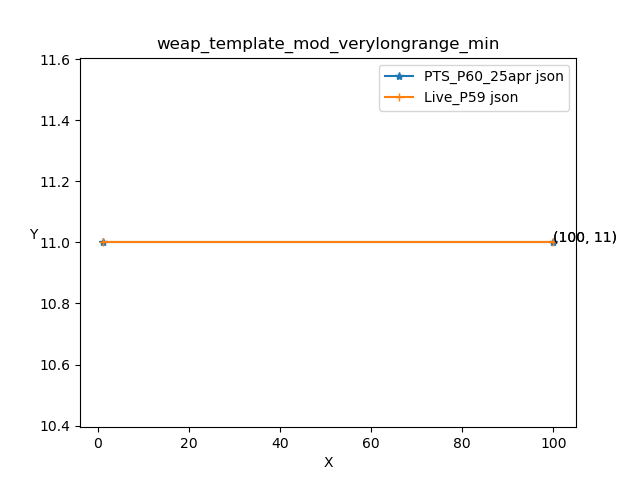 weap_template_mod_verylongrange_min
PTS_P60_25apr json
Live_P59 json
11.6
11.4
11.2
11.0
10.8
10.6
10.4
Y
(100, 11)
0
20
40
60
80
100
X